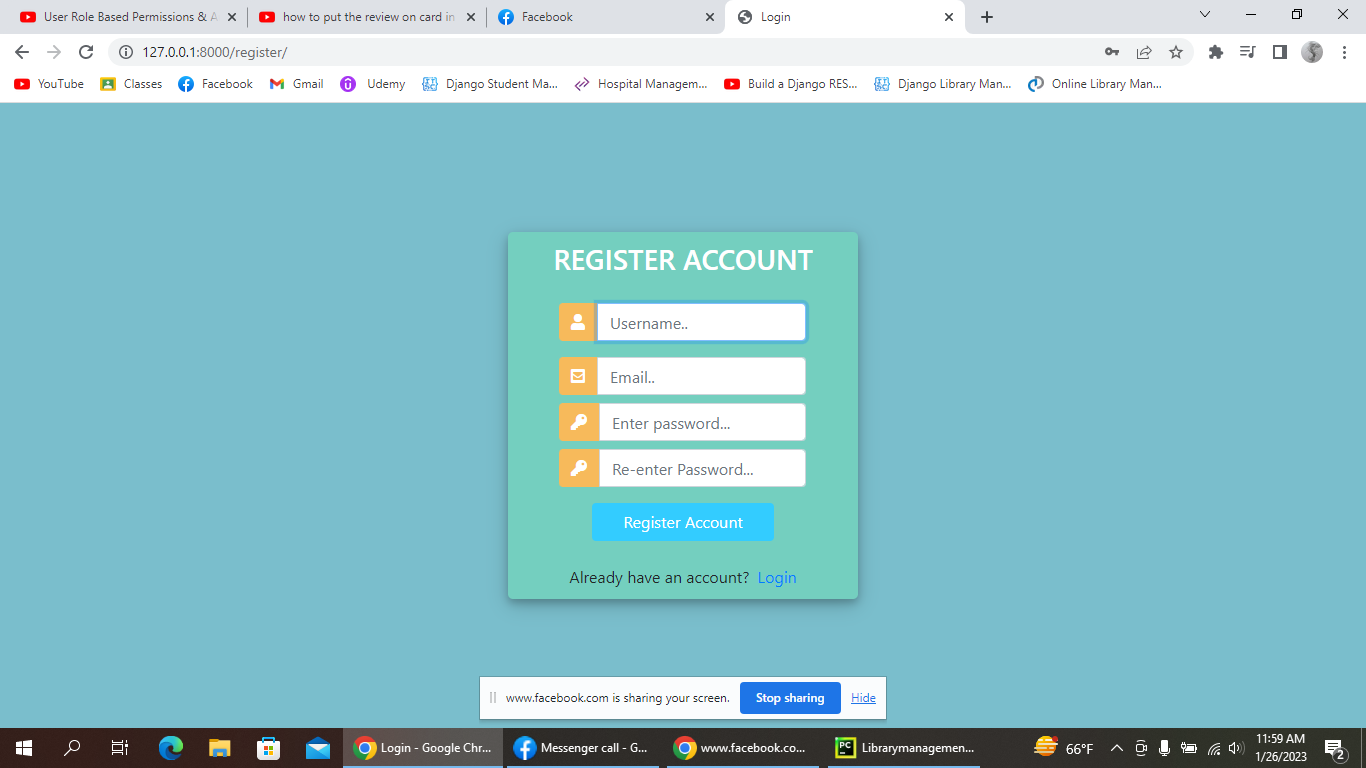 User Role Based Permissions & A
how to put the review on card in
Facebook
Login
127.0.0.1:8000/register/
YouTube
Classes
Facebook
Gmail
Udemy
Django Student Ma...
Hospital Managem...
Build a Django RES...
Django Library Man...
Online Library Man...
REGISTER ACCOUNT
Username..
Email..
Enter password...
Re-enter Password...
Register Account
Already have an account? Login
www.facebook.com is sharing your screen.
Stop sharing
Hide
Login - Google Chr...
Messenger call - G...
www.facebook.co...
PC
Librarymanagemen...
66°F
11:59 AM
1/26/2023
2